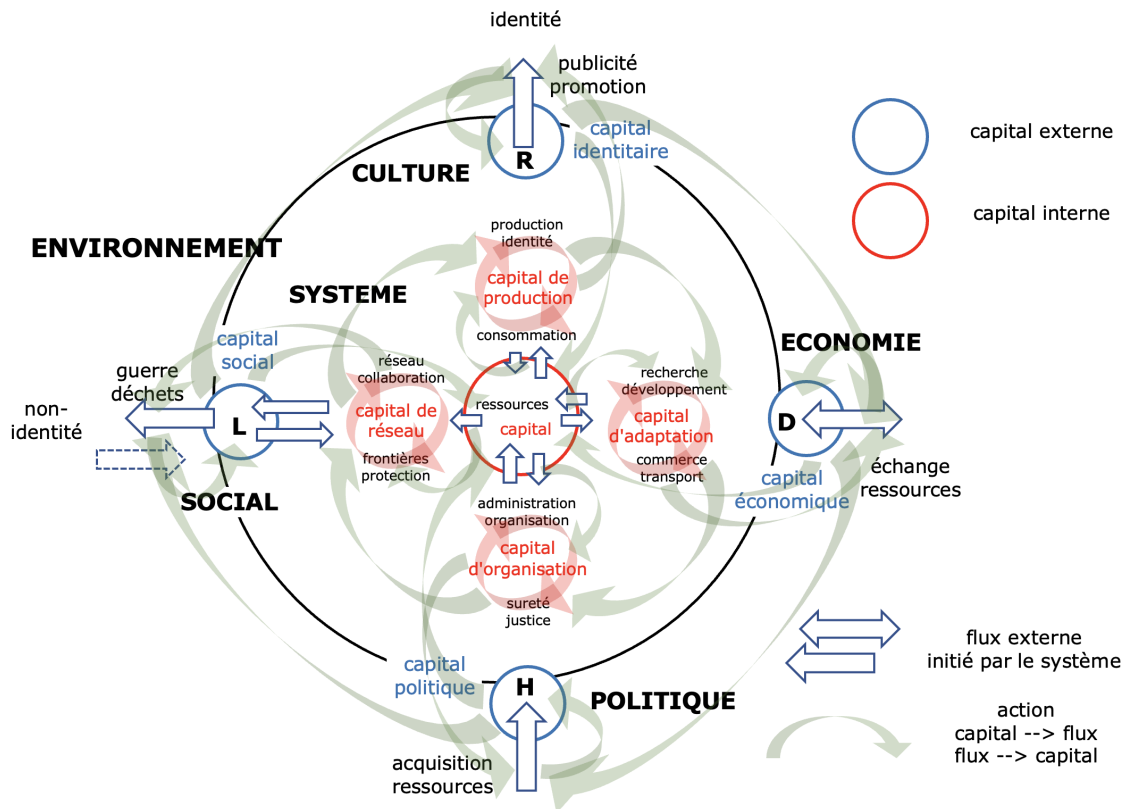 identité
publicité
promotion
capital
identitaire
R
CULTURE
capital externe
capital interne
ENVIRONNEMENT
SYSTEME
production
identité
capital de
production
consommation
capital
social
ECONOMIE
guerre
déchets
non-
identité
L
réseau
collaboration
capital de
réseau
frontières
protection
ressources
capital
recherche
développement
capital
d'adaptation
commerce
transport
D
échange
ressources
capital
économique
SOCIAL
administration
organisation
capital
d'organisation
sureté
justice
capital
politique
H
POLITIQUE
acquisition
ressources
flux externe
initié par le système
action
capital --> flux
flux --> capital